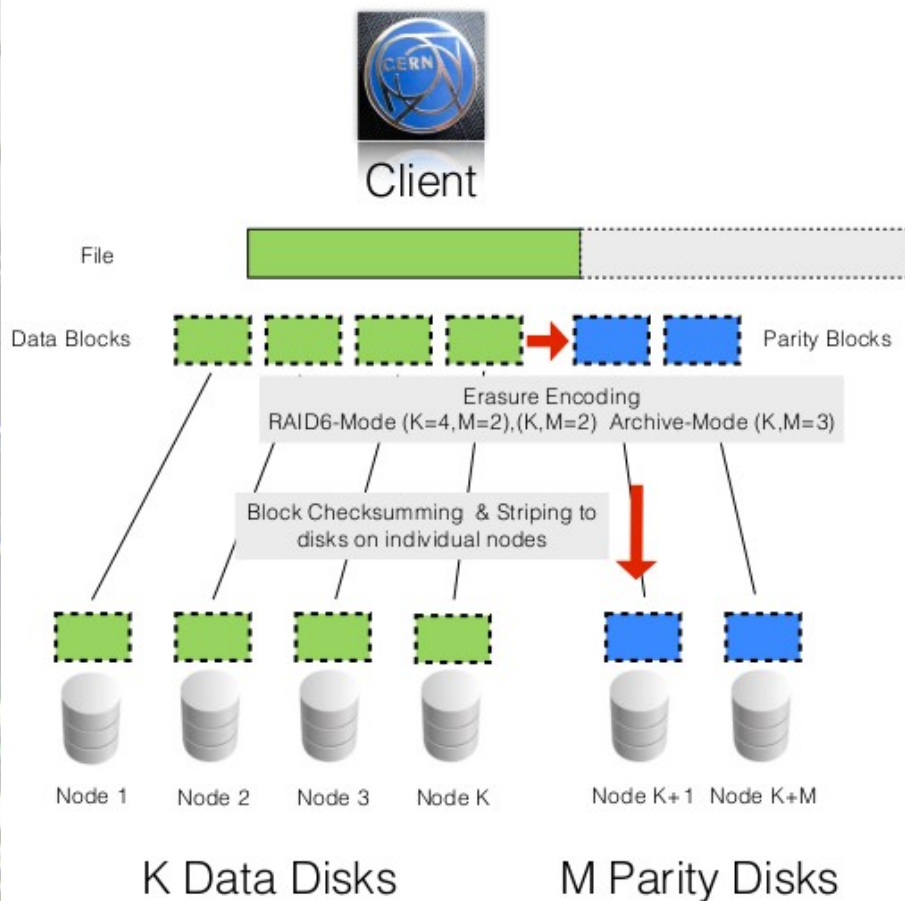 CERN
Client
File
Data Blocks
Parity Blocks
Erasure Encoding
RAID6-Mode (K=4,M=2),(K,M=2) Archive-Mode (K,M=3)
Block Checksumming & Striping to
disks on individual nodes
Node 1
Node 2
Node 3
Node K
Node K+1
Node K+M
K Data Disks
M Parity Disks